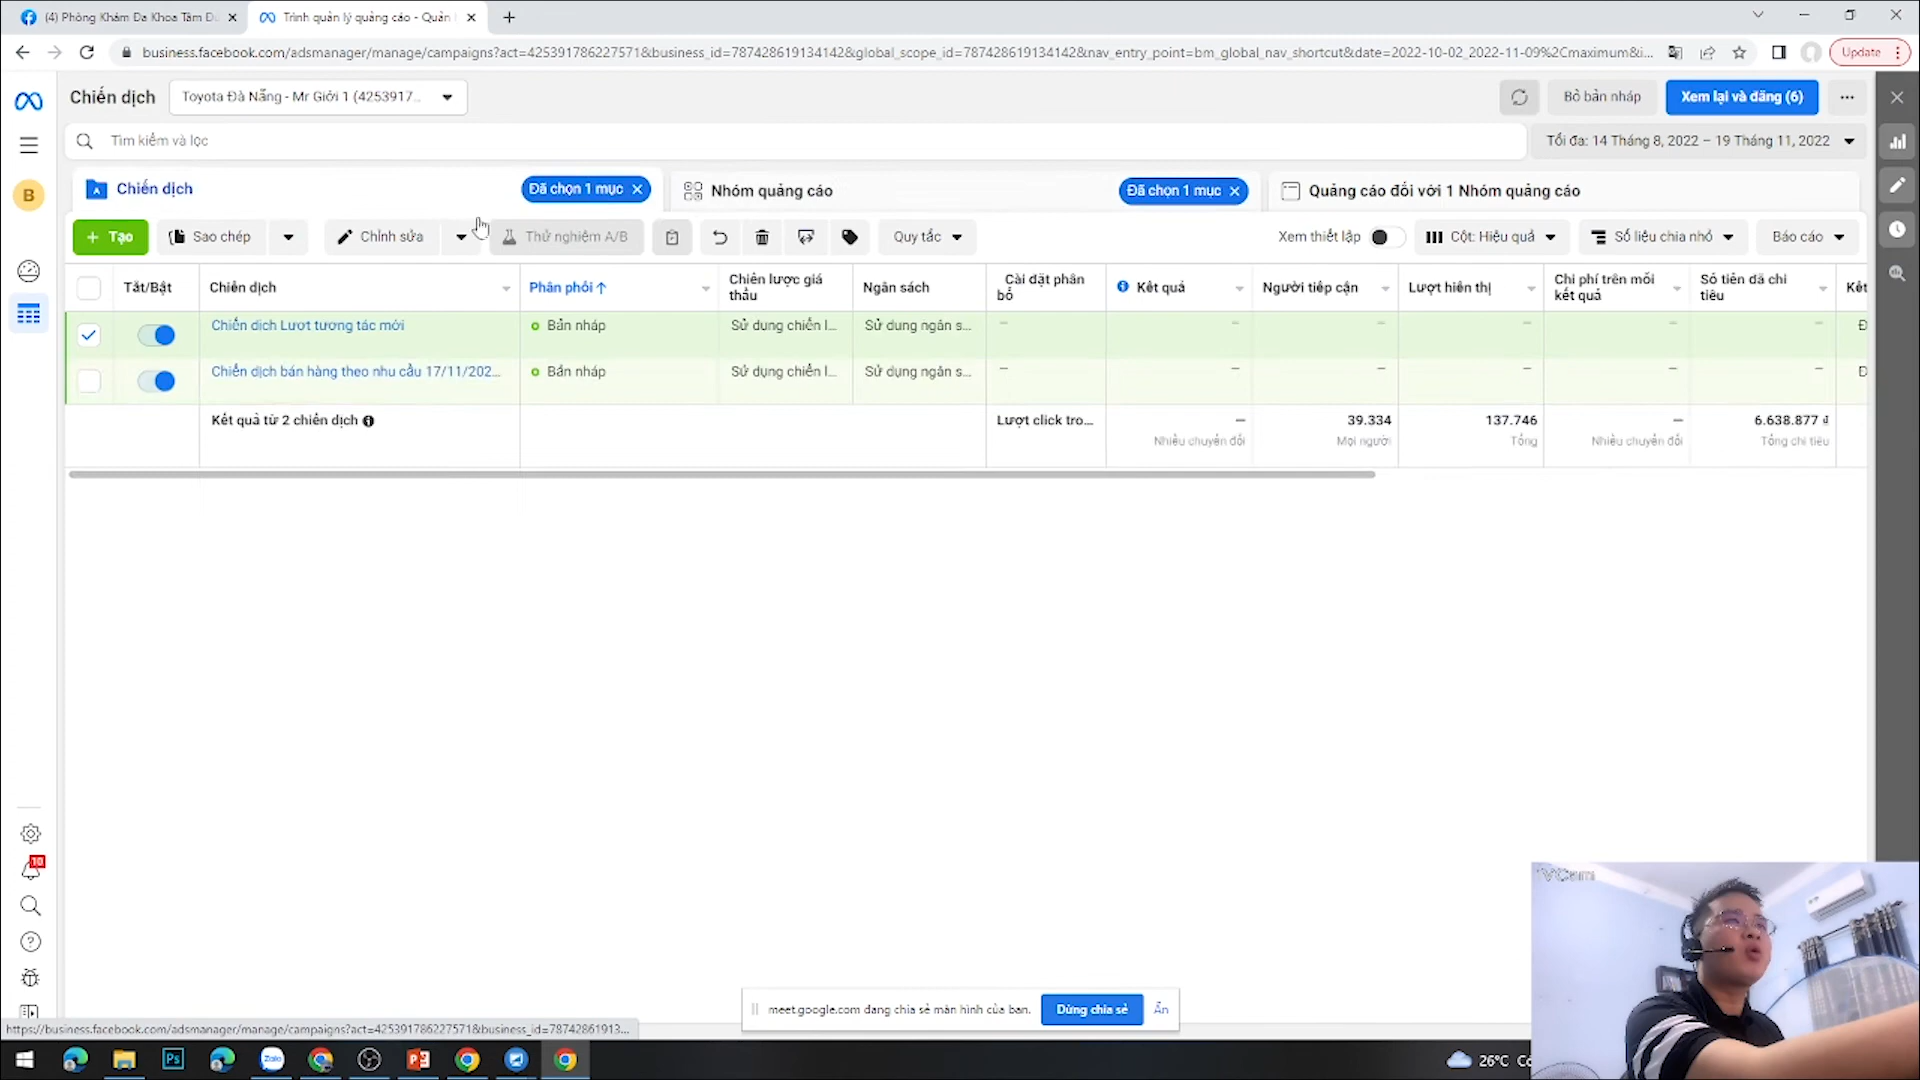 (4) Phòng Khám Đa Khoa Tâm Đ
Trình quản lý quảng cáo - Quản
business.facebook.com/adsmanager/manage/campaigns?act=425391786227571&business_id=787428619134142&global_scope_id=787428619134142&nav_entry_point=bm_global_nav_shortcut&date=2022-10-02_2022-11-09%2Cmaximum&i...
Update
Chiến dịch
Toyota Đà Nẵng - Mr Giới 1 (4253917...
Bỏ bản nháp
Xem lại và đăng (6)
Tìm kiếm và lọc
Tối đa: 14 Tháng 8, 2022 – 19 Tháng 11, 2022
B
Chiến dịch
Đã chọn 1 mục
Nhóm quảng cáo
Đã chọn 1 mục
Quảng cáo đối với 1 Nhóm quảng cáo
+ Tạo
Sao chép
Chỉnh sửa
Thử nghiệm A/B
Quy tắc
Xem thiết lập
Cột: Hiệu quả
Số liệu chia nhỏ
Báo cáo
Tắt/Bật
Chiến dịch
Phân phối ↑
Chiến lược giá thầu
Ngân sách
Cài đặt phân bổ
Kết quả
Người tiếp cận
Lượt hiển thị
Chi phí trên mỗi kết quả
Số tiền đã chi tiêu
Kết
Chiến dịch Lượt tương tác mới
Bản nháp
Sử dụng chiến l...
Sử dụng ngân s...
— — — — — —
Đ
Chiến dịch bán hàng theo nhu cầu 17/11/202...
Bản nháp
Sử dụng chiến l...
Sử dụng ngân s...
— — — — — —
Đ
Kết quả từ 2 chiến dịch
Lượt click tro...
—
39.334
137.746
—
6.638.877 ₫
Nhiều chuyển đổi
Mọi người
Tổng
Nhiều chuyển đổi
Tổng chi tiêu
10
VCam
meet.google.com đang chia sẻ màn hình của bạn.
Dừng chia sẻ
Ẩn
https://business.facebook.com/adsmanager/manage/campaigns?act=425391786227571&business_id=78742861913...
Ps
Zalo
26°C